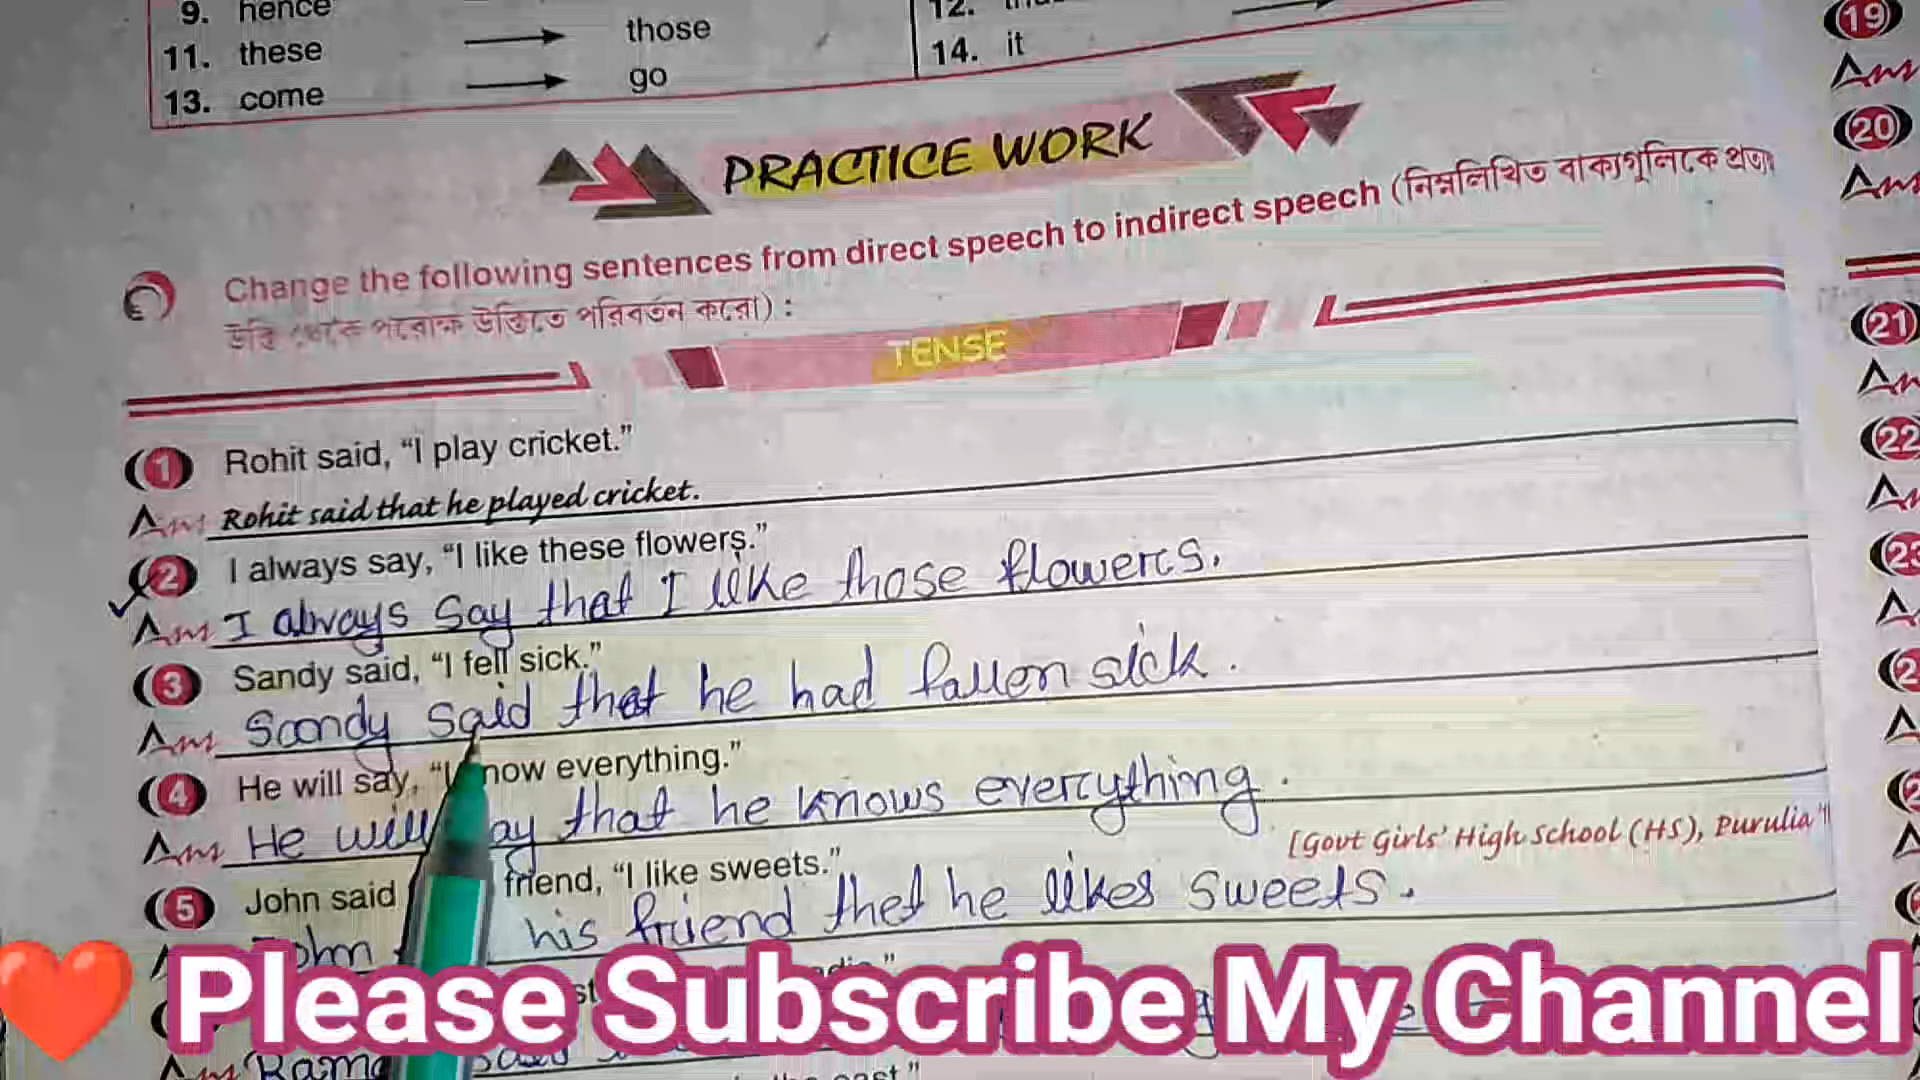 9. hence
12.
11. these → those
14. it
13. come → go
PRACTICE WORK
Change the following sentences from direct speech to indirect speech (নিম্নলিখিত বাক্যগুলিকে
উক্তি থেকে পরোক্ষ উক্তিতে পরিবর্তন করো) :
TENSE
1 Rohit said, “I play cricket.”
Ans Rohit said that he played cricket.
2 I always say, “I like these flowers.”
Ans I always say that I like those flowers.
3 Sandy said, “I fell sick.”
Ans Sandy said that he had fallen sick.
4 He will say, “I know everything.”
Ans He will say that he knows everything.
[Govt Girls' High School (HS), Purulia
5 John said friend, “I like sweets.”
John his friend thet he likes sweets.
❤️ Please Subscribe My Channel
19
Ans
20
Ans
21
22